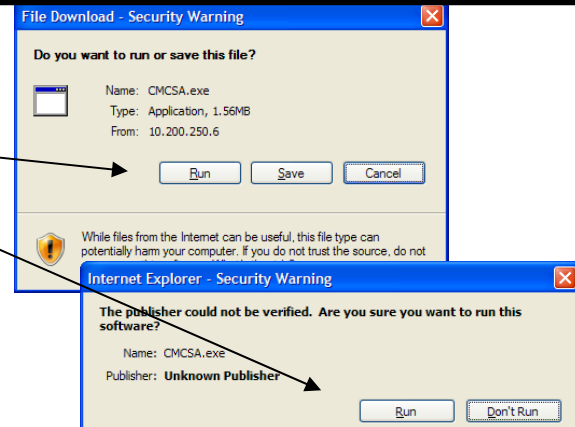 File Download - Security Warning
Do you want to run or save this file?
Name: CMCSA.exe
Type: Application, 1.56MB
From: 10.200.250.6
Run Save Cancel
While files from the Internet can be useful, this file type can
potentially harm your computer. If you do not trust the source, do not
Internet Explorer - Security Warning
The publisher could not be verified. Are you sure you want to run this
software?
Name: CMCSA.exe
Publisher: Unknown Publisher
Run Don't Run